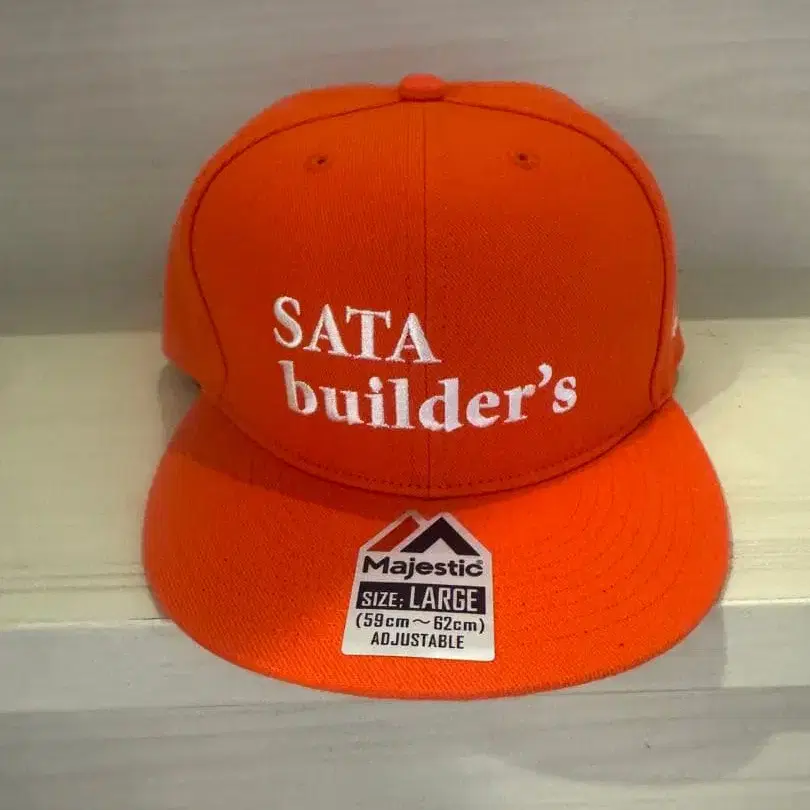 SATA
builder's
Majestic®
SIZE: LARGE
(59cm～62cm)
ADJUSTABLE